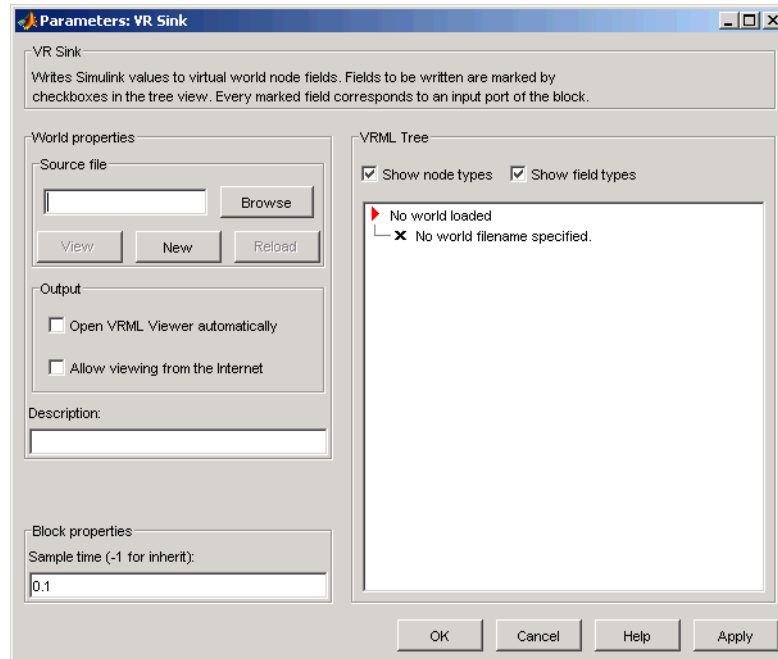 Parameters: VR Sink
VR Sink
Writes Simulink values to virtual world node fields. Fields to be written are marked by
checkboxes in the tree view. Every marked field corresponds to an input port of the block.
World properties
Source file
Browse
View
New
Reload
Output
Open VRML Viewer automatically
Allow viewing from the Internet
Description:
Block properties
Sample time (-1 for inherit):
0.1
VRML Tree
Show node types
Show field types
No world loaded
No world filename specified.
OK
Cancel
Help
Apply